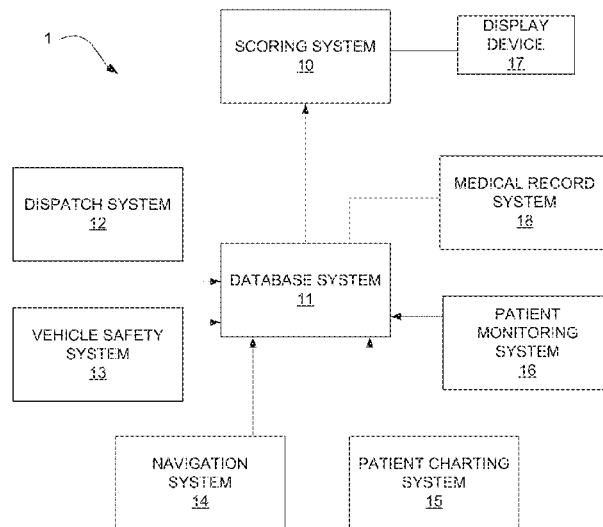 1
SCORING SYSTEM
10
DISPLAY
DEVICE
17
DISPATCH SYSTEM
12
MEDICAL RECORD
SYSTEM
18
DATABASE SYSTEM
11
VEHICLE SAFETY
SYSTEM
13
PATIENT
MONITORING
SYSTEM
16
NAVIGATION
SYSTEM
14
PATIENT CHARTING
SYSTEM
15